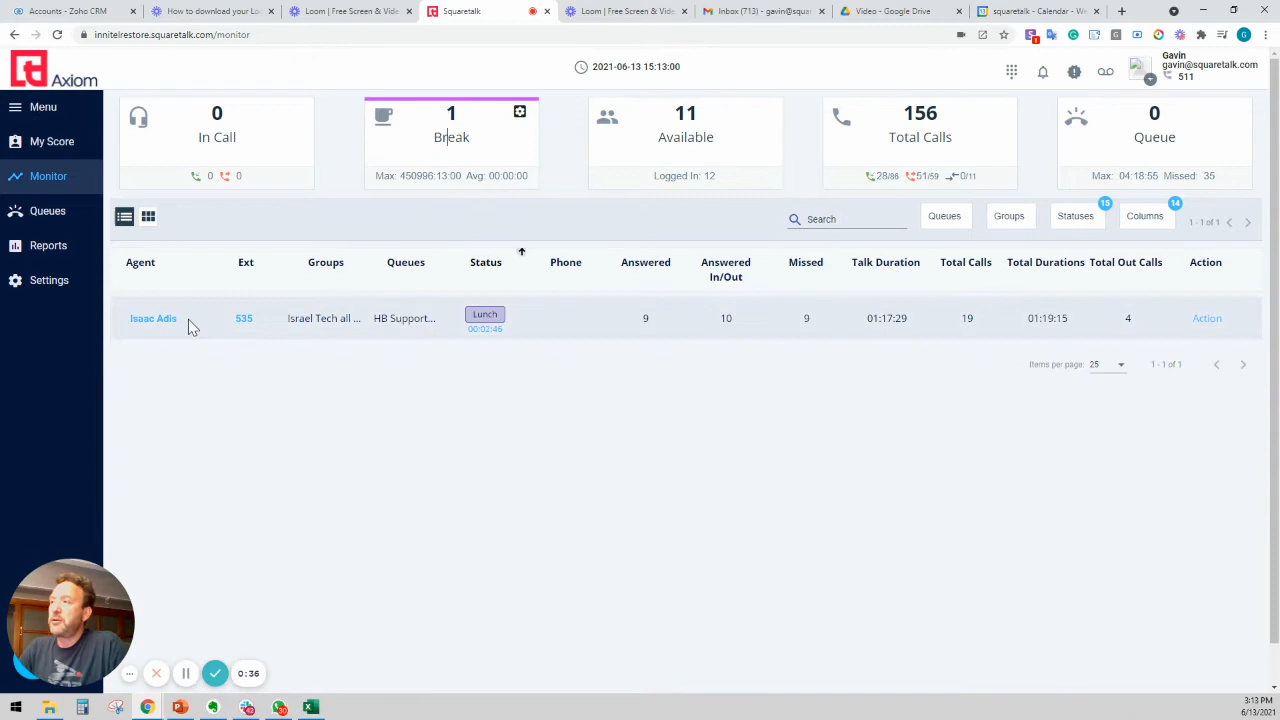 Accounts - Zoho CRM
How to download your Lo
Loom | Free Screen & Vide
Squaretalk
Loom | Free Screen & Vide
Inbox (713) - gavin@squar
Home - Google Drive
squaretalk - Calendar - We
innitelrestore.squaretalk.com/monitor
Axiom
2021-06-13 15:13:00
Gavin
gavin@squaretalk.com
511
Menu
My Score
Monitor
Queues
Reports
Settings
0
In Call
0 0
1
Break
Max: 450996:13:00 Avg: 00:00:00
11
Available
Logged In: 12
156
Total Calls
28/86 51/59 0/11
0
Queue
Max: 04:18:55 Missed: 35
Search
Queues
Groups
Statuses 15
Columns 14
1 - 1 of 1
Agent Ext Groups Queues Status Phone Answered Answered In/Out Missed Talk Duration Total Calls Total Durations Total Out Calls Action
Isaac Adis 535 Israel Tech all ... HB Support... Lunch 9 10 9 01:17:29 19 01:19:15 4 Action
00:02:46
Items per page: 25 1 - 1 of 1
0:36
3:13 PM
6/13/2021